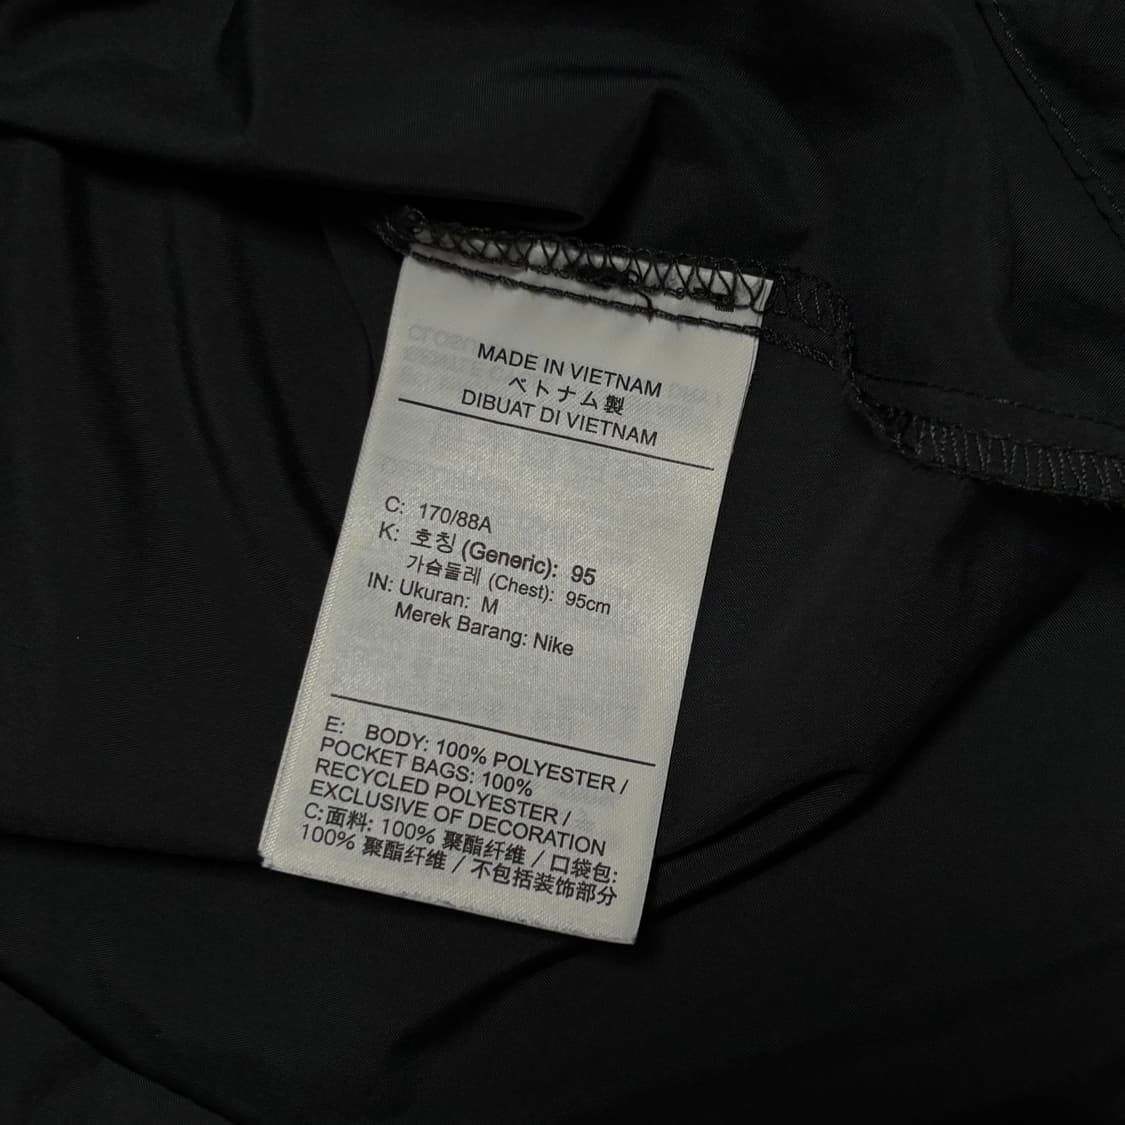 MADE IN VIETNAM
ベトナム製
DIBUAT DI VIETNAM
C: 170/88A
K: 호칭 (Generic): 95
가슴둘레 (Chest): 95cm
IN: Ukuran: M
Merek Barang: Nike
E: BODY: 100% POLYESTER /
POCKET BAGS: 100%
RECYCLED POLYESTER /
EXCLUSIVE OF DECORATION
C: 面料: 100% 聚酯纤维 / 口袋包:
100% 聚酯纤维 / 不包括装饰部分